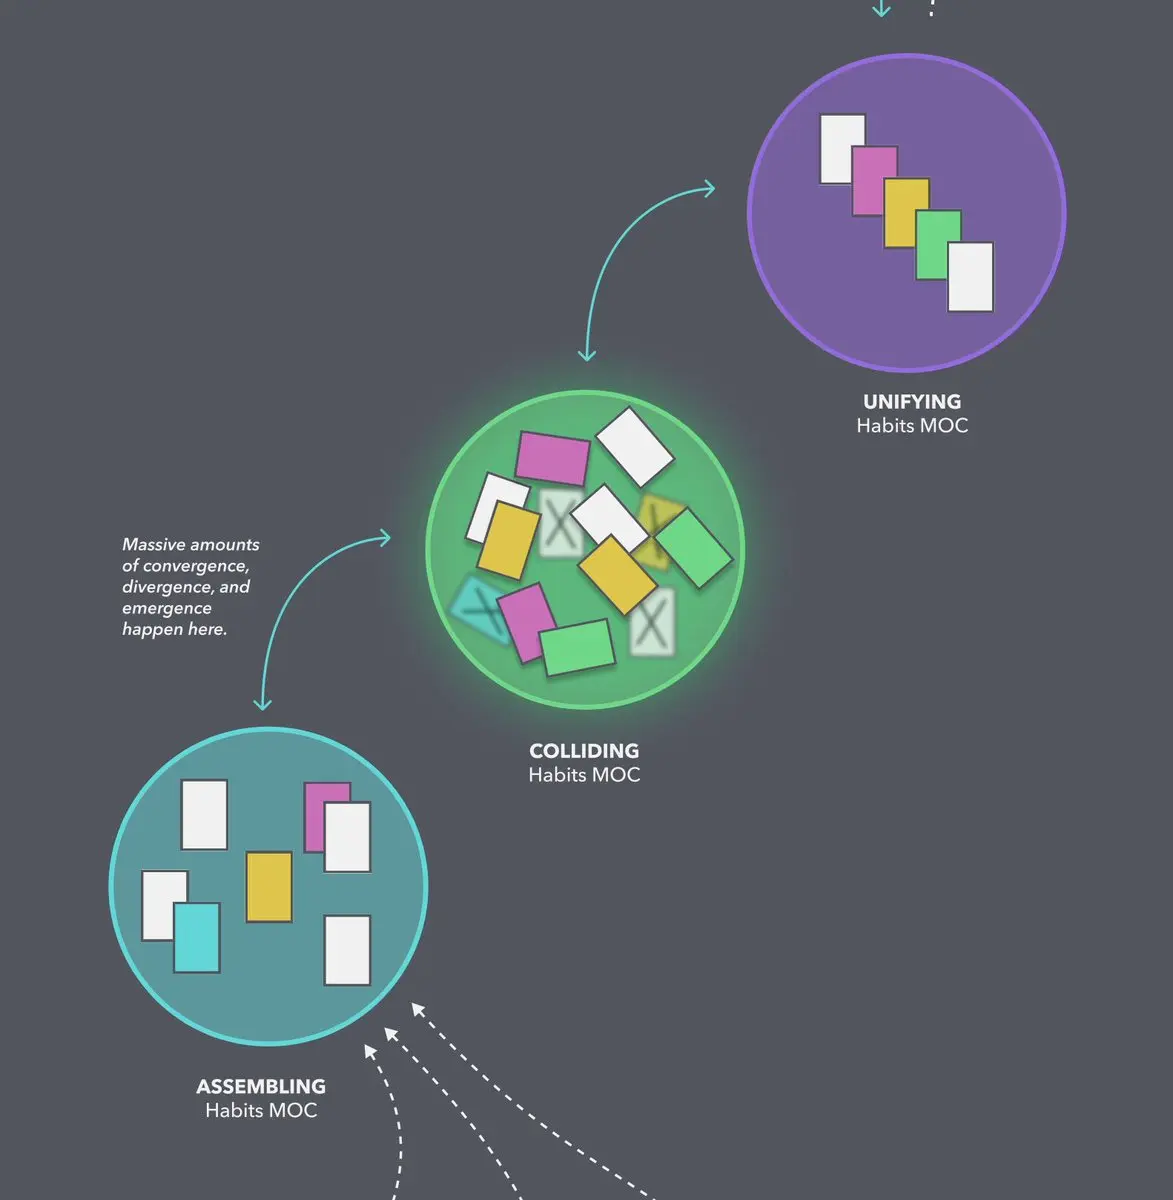 UNIFYING
Habits MOC
Massive amounts
of convergence,
divergence, and
emergence
happen here.
COLLIDING
Habits MOC
ASSEMBLING
Habits MOC